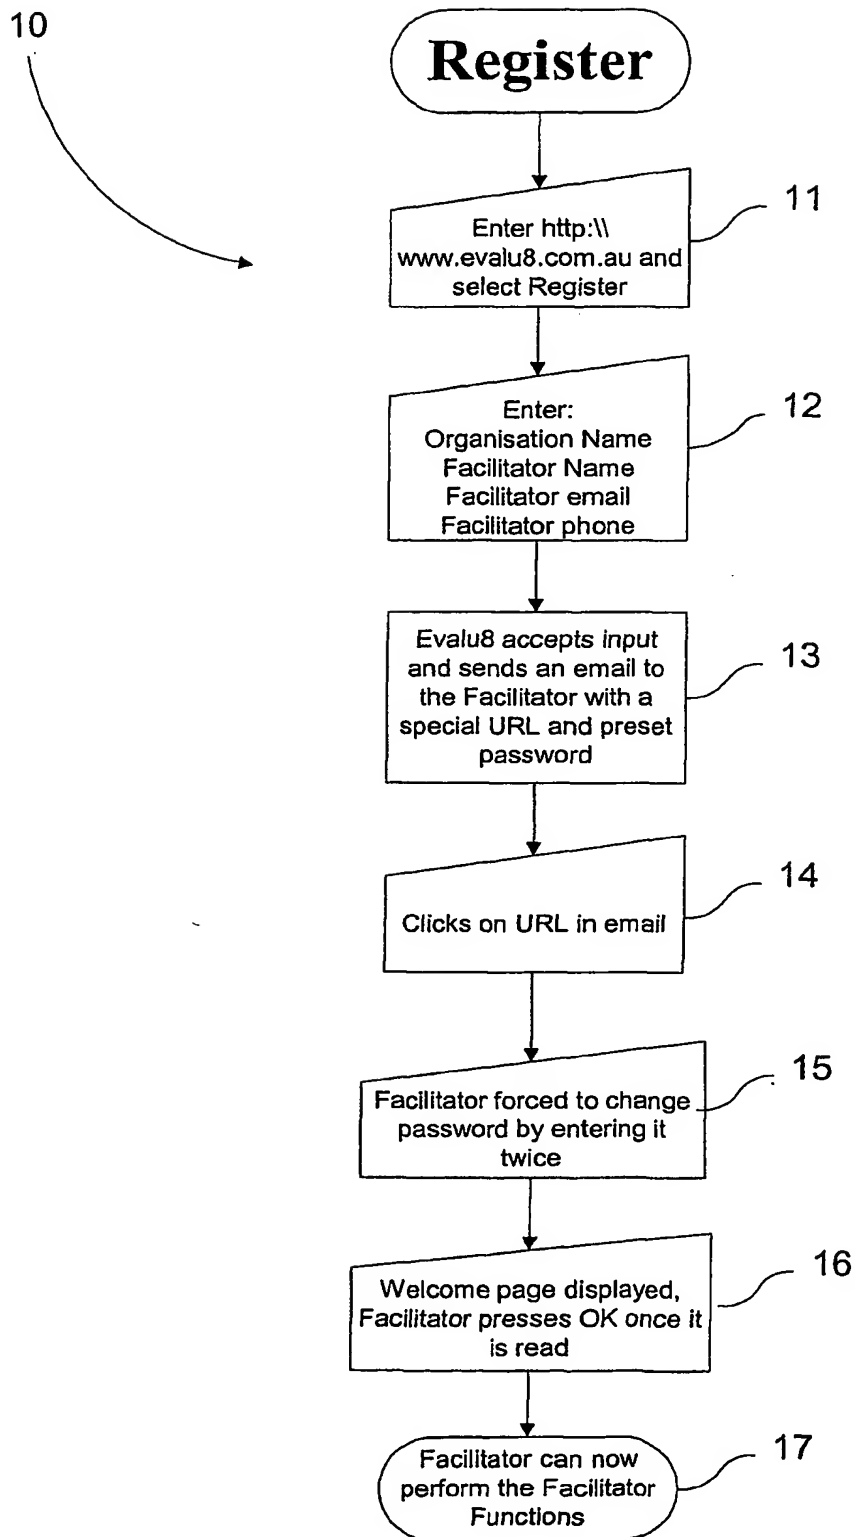 10
Register
11
Enter http:\\
www.evalu8.com.au and
select Register
12
Enter:
Organisation Name
Facilitator Name
Facilitator email
Facilitator phone
13
Evalu8 accepts input
and sends an email to
the Facilitator with a
special URL and preset
password
14
Clicks on URL in email
15
Facilitator forced to change
password by entering it
twice
16
Welcome page displayed,
Facilitator presses OK once it
is read
17
Facilitator can now
perform the Facilitator
Functions